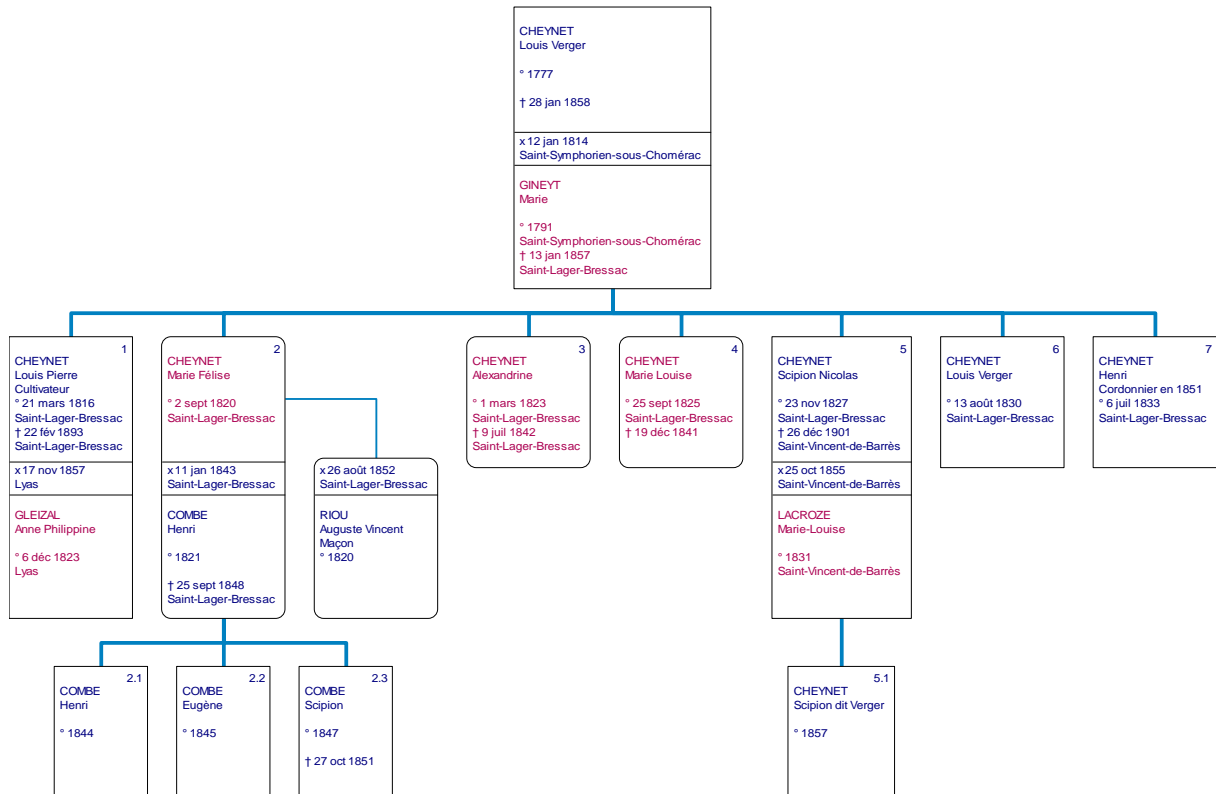 CHEYNET
Louis Verger
° 1777
† 28 jan 1858
x 12 jan 1814
Saint-Symphorien-sous-Chomérac
GINEYT
Marie
° 1791
Saint-Symphorien-sous-Chomérac
† 13 jan 1857
Saint-Lager-Bressac
1
CHEYNET
Louis Pierre
Cultivateur
° 21 mars 1816
Saint-Lager-Bressac
† 22 fév 1893
Saint-Lager-Bressac
x 17 nov 1857
Lyas
GLEIZAL
Anne Philippine
° 6 déc 1823
Lyas
2
CHEYNET
Marie Félise
° 2 sept 1820
Saint-Lager-Bressac
x 11 jan 1843
Saint-Lager-Bressac
COMBE
Henri
° 1821
† 25 sept 1848
Saint-Lager-Bressac
x 26 août 1852
Saint-Lager-Bressac
RIOU
Auguste Vincent
Maçon
° 1820
3
CHEYNET
Alexandrine
° 1 mars 1823
Saint-Lager-Bressac
† 9 juil 1842
Saint-Lager-Bressac
4
CHEYNET
Marie Louise
° 25 sept 1825
Saint-Lager-Bressac
† 19 déc 1841
5
CHEYNET
Scipion Nicolas
° 23 nov 1827
Saint-Lager-Bressac
† 26 déc 1901
Saint-Vincent-de-Barrès
x 25 oct 1855
Saint-Vincent-de-Barrès
LACROZE
Marie-Louise
° 1831
Saint-Vincent-de-Barrès
6
CHEYNET
Louis Verger
° 13 août 1830
Saint-Lager-Bressac
7
CHEYNET
Henri
Cordonnier en 1851
° 6 juil 1833
Saint-Lager-Bressac
2.1
COMBE
Henri
° 1844
2.2
COMBE
Eugène
° 1845
2.3
COMBE
Scipion
° 1847
† 27 oct 1851
5.1
CHEYNET
Scipion dit Verger
° 1857